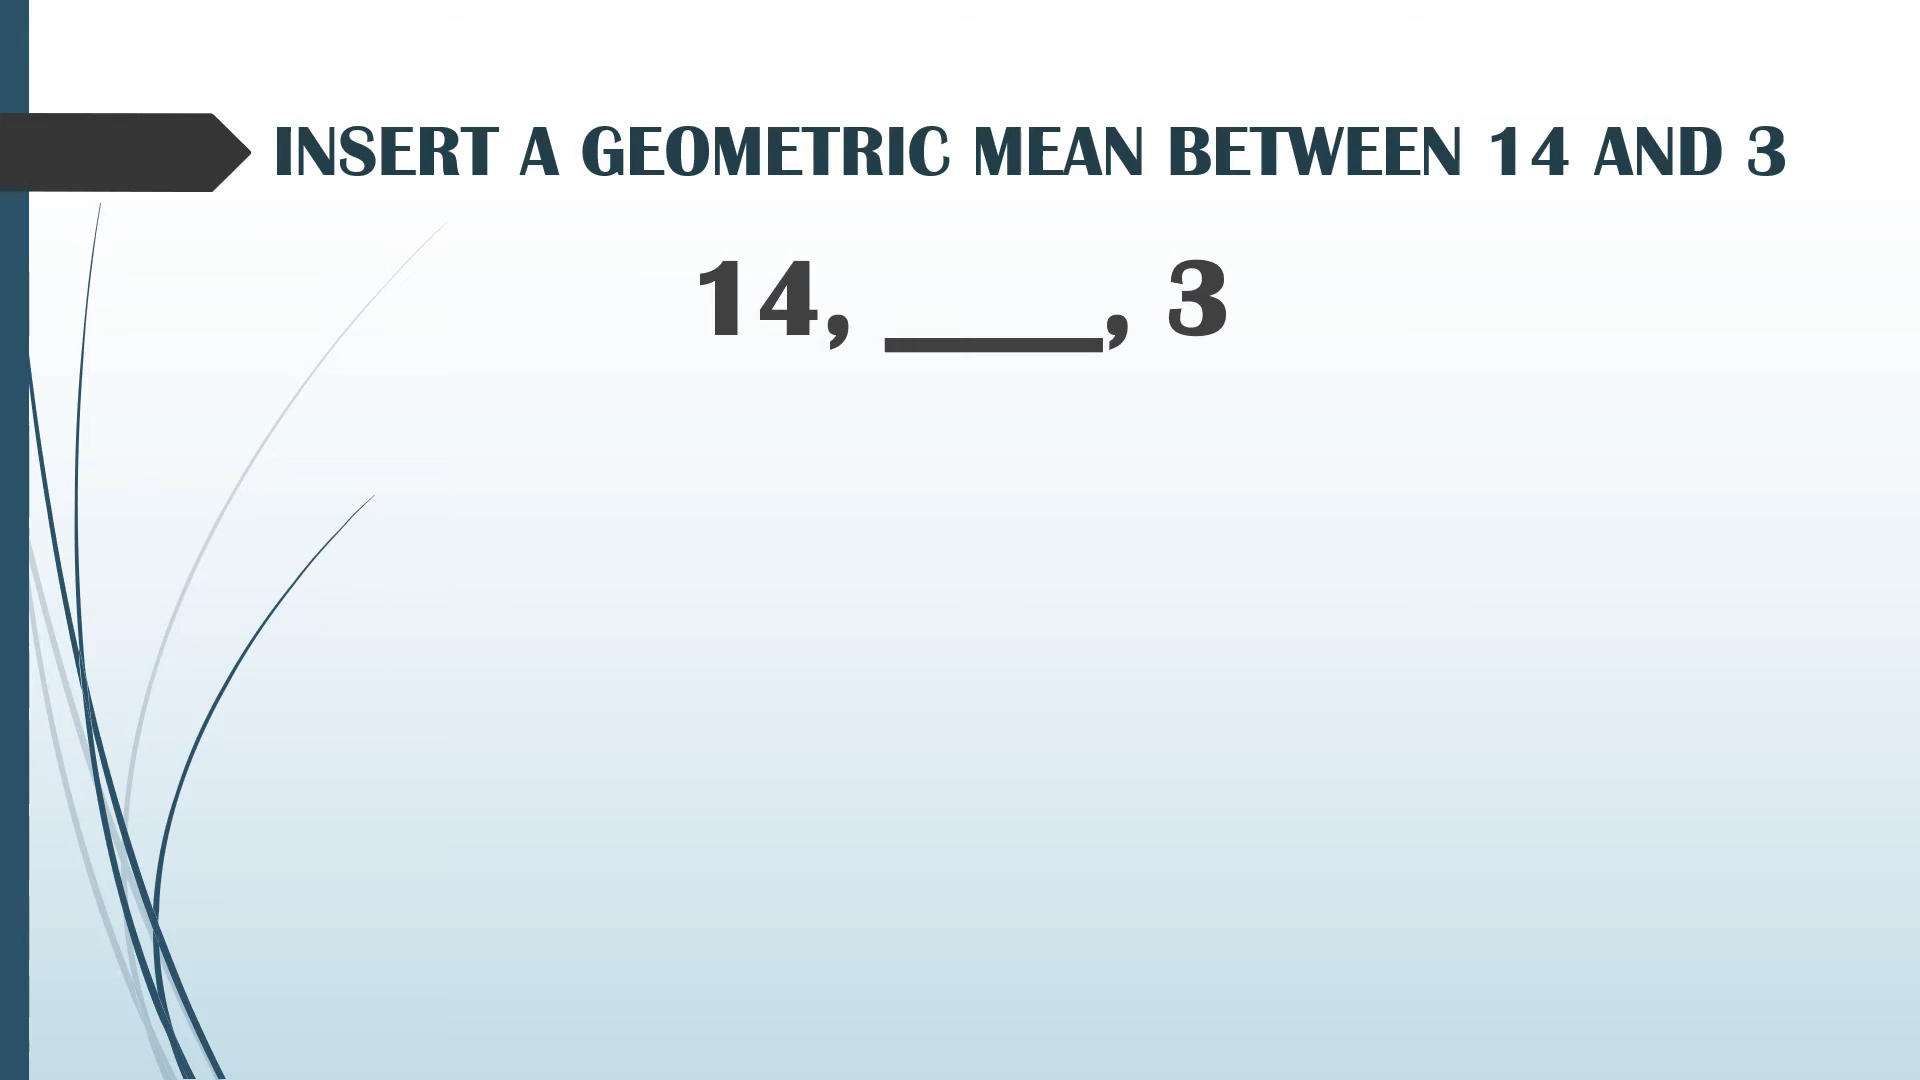 INSERT A GEOMETRIC MEAN BETWEEN 14 AND 3
14, ____, 3